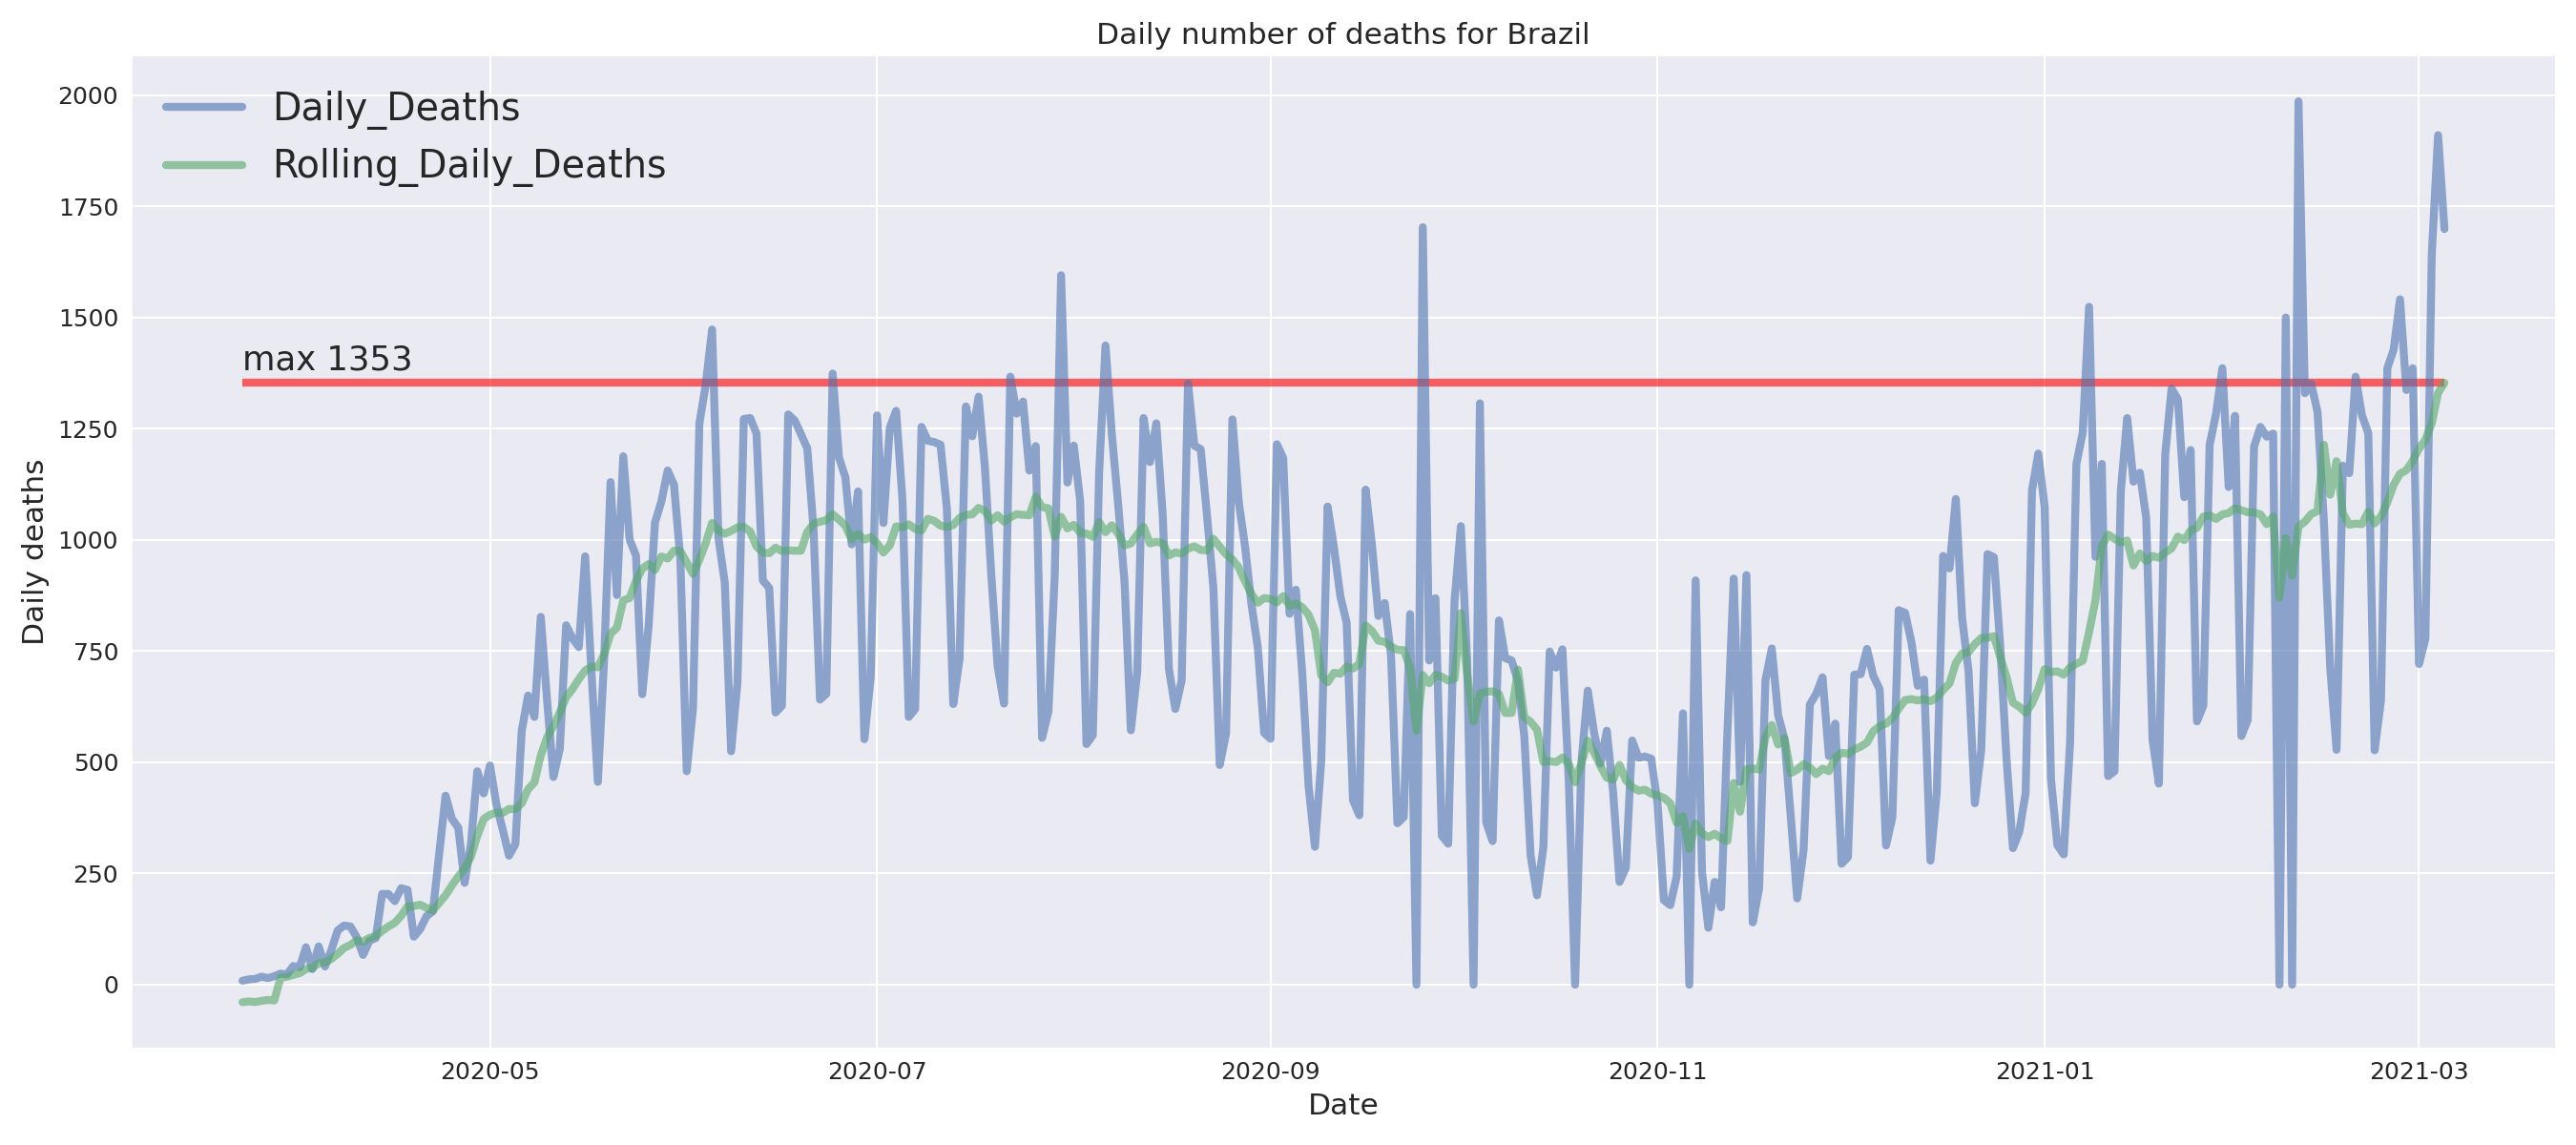 Daily number of deaths for Brazil
Daily_Deaths
Rolling_Daily_Deaths
max 1353
Daily deaths
2000
1750
1500
1250
1000
750
500
250
0
2020-05 2020-07 2020-09 2020-11 2021-01 2021-03
Date